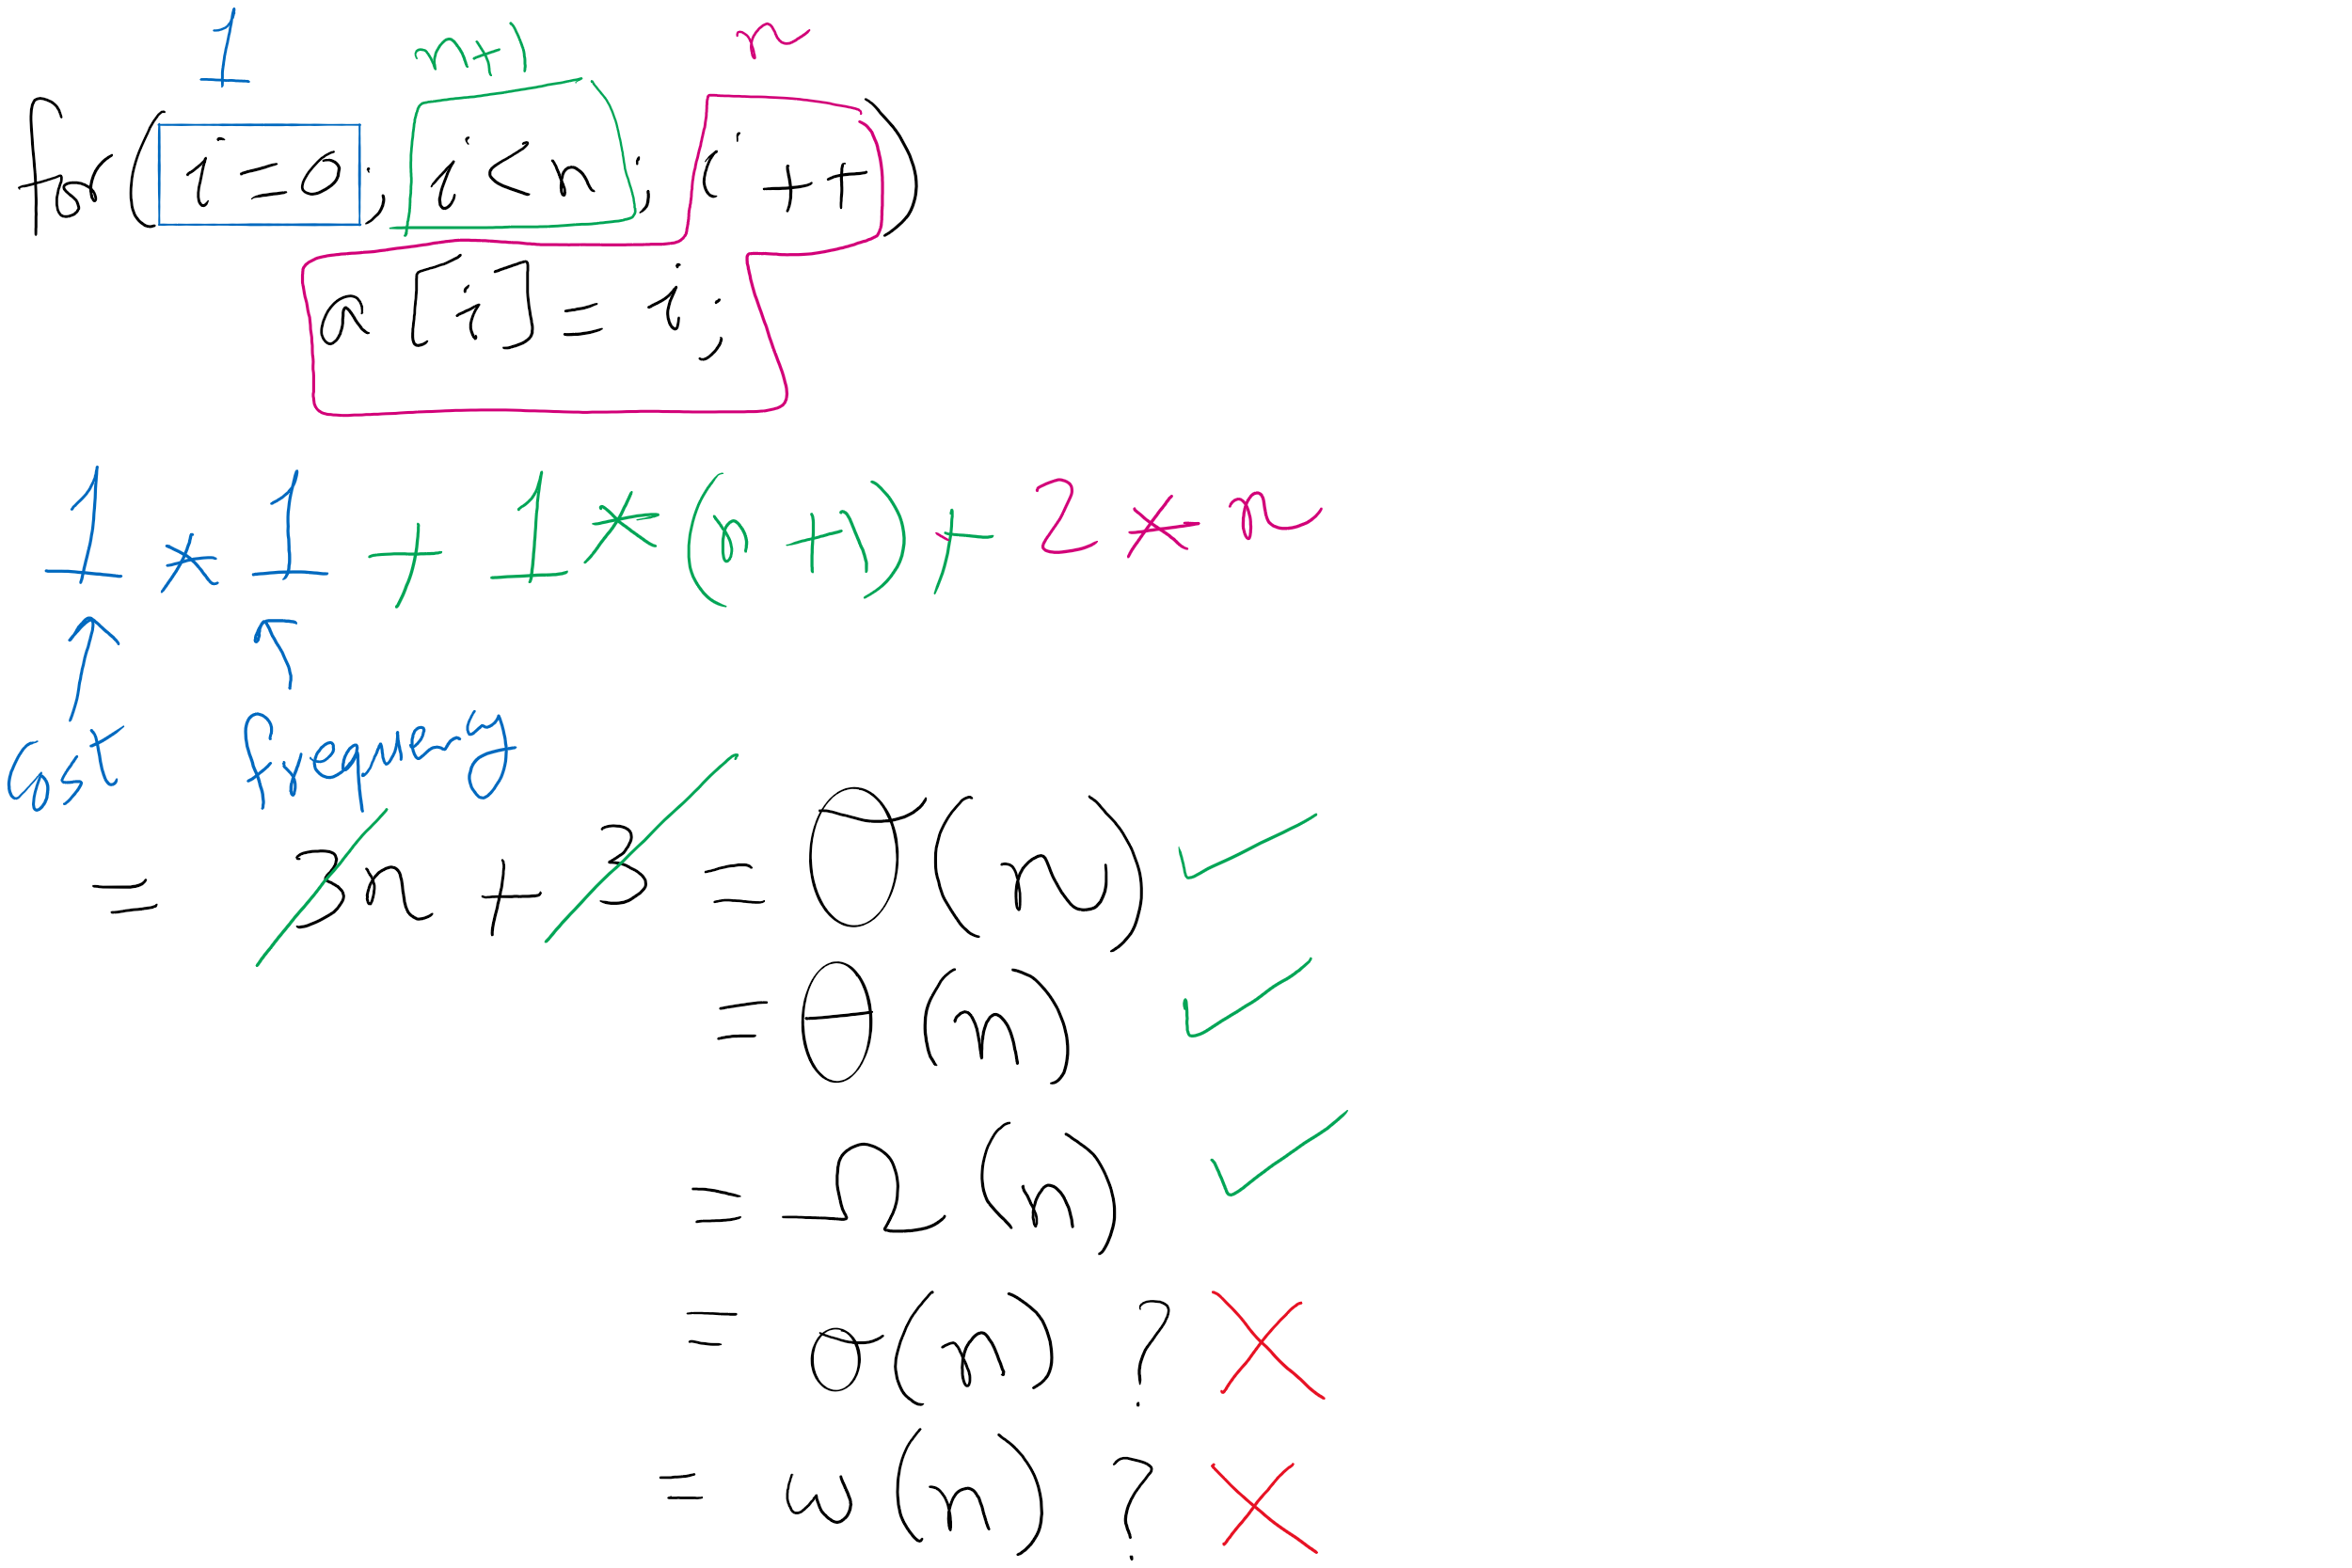 1 n+1 n
for(i=0; i<n; i++)
a[i]=i;
1*1 + 1*(n+1)+2*n
Cost frequency
= 3n+3 = O(n) ✓
= Θ(n) ✓
= Ω(n) ✓
= o(n) ? ✗
= ω(n) ? ✗